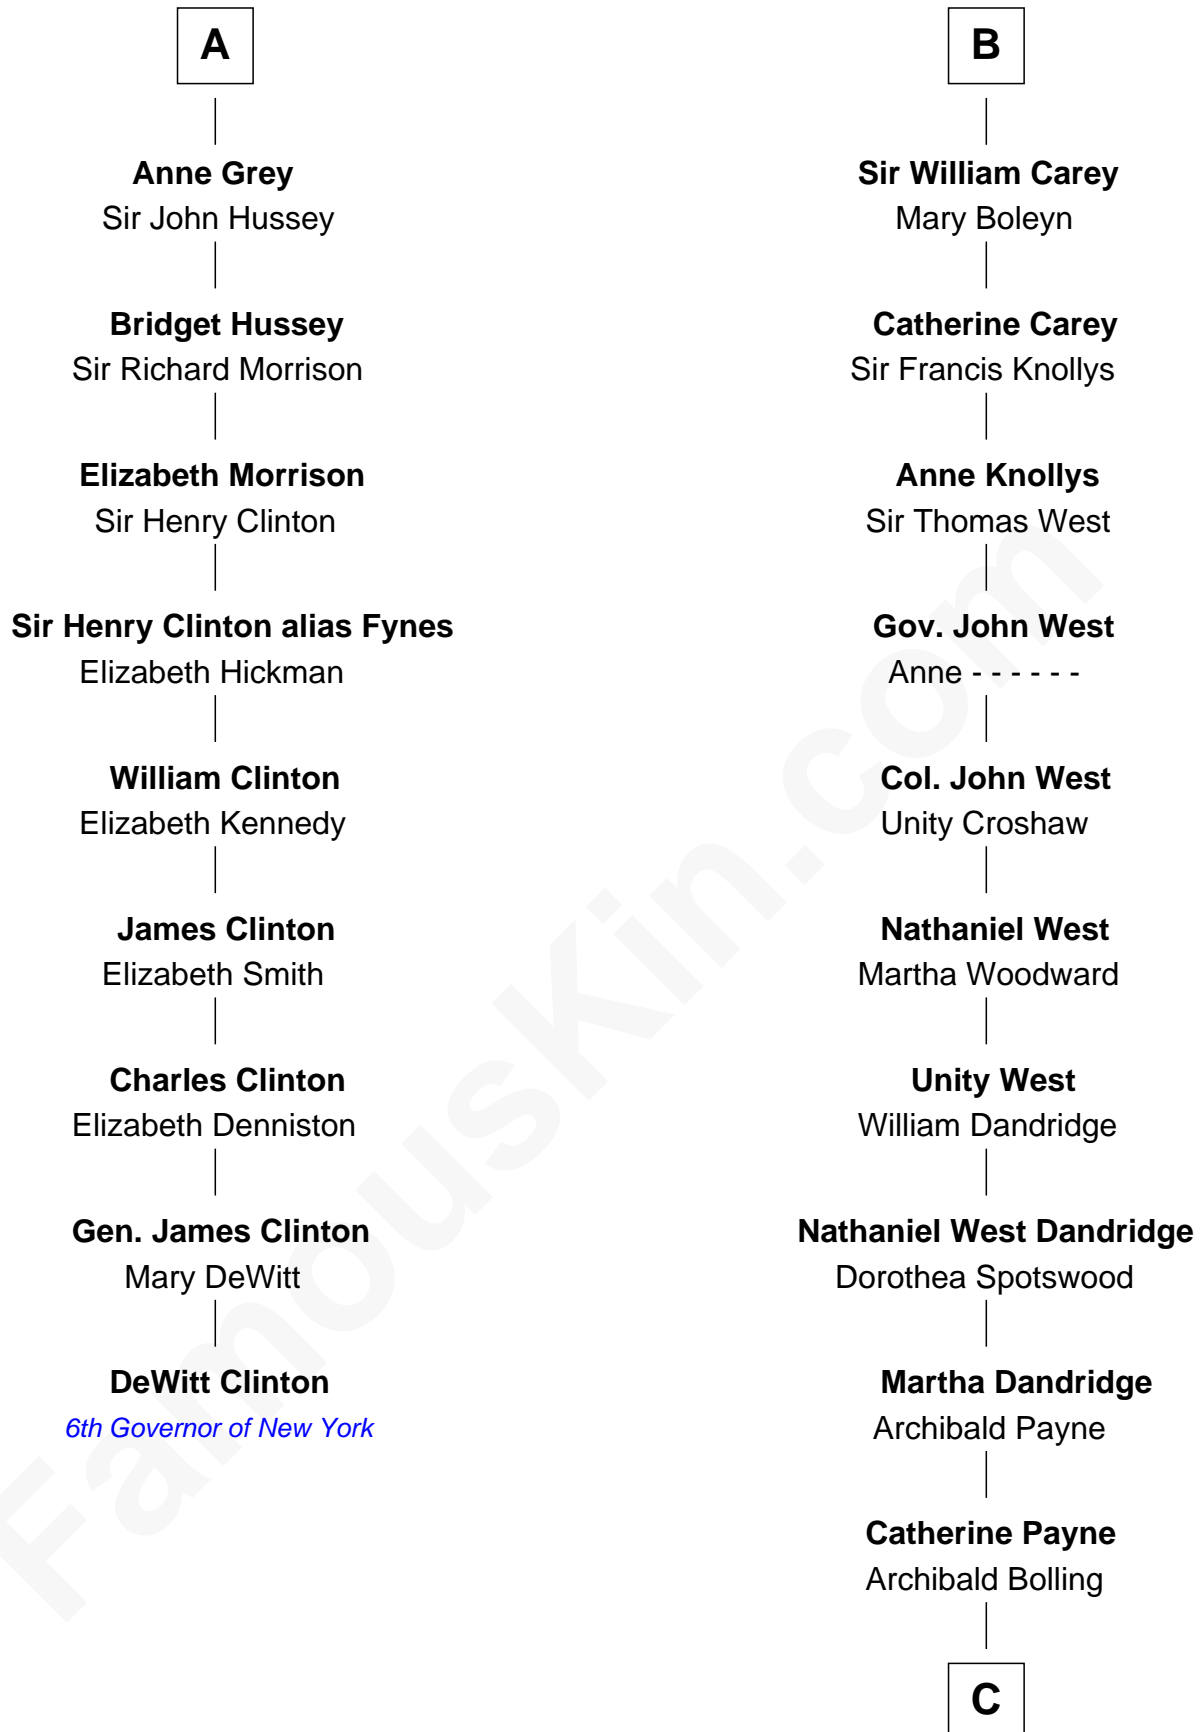 A
Anne Grey
Sir John Hussey
Bridget Hussey
Sir Richard Morrison
Elizabeth Morrison
Sir Henry Clinton
Sir Henry Clinton alias Fynes
Elizabeth Hickman
William Clinton
Elizabeth Kennedy
James Clinton
Elizabeth Smith
Charles Clinton
Elizabeth Denniston
Gen. James Clinton
Mary DeWitt
DeWitt Clinton
6th Governor of New York
B
Sir William Carey
Mary Boleyn
Catherine Carey
Sir Francis Knollys
Anne Knollys
Sir Thomas West
Gov. John West
Anne - - - - - -
Col. John West
Unity Croshaw
Nathaniel West
Martha Woodward
Unity West
William Dandridge
Nathaniel West Dandridge
Dorothea Spotswood
Martha Dandridge
Archibald Payne
Catherine Payne
Archibald Bolling
C
FamousKin.com